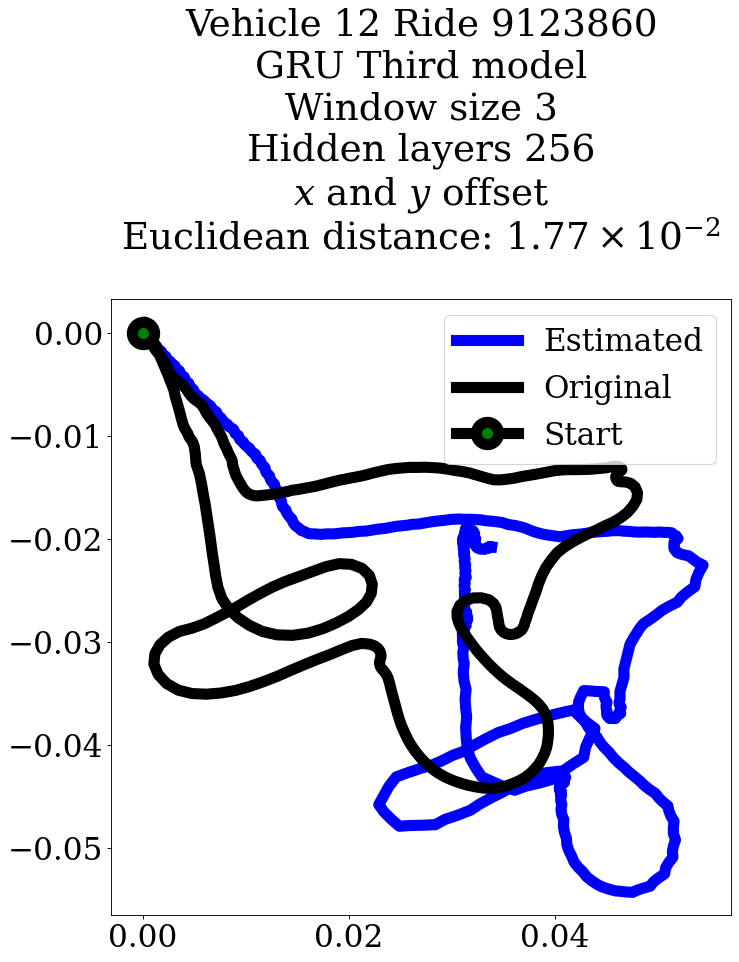 Vehicle 12 Ride 9123860
GRU Third model
Window size 3
Hidden layers 256
x and y offset
Euclidean distance: 1.77 × 10⁻²
Estimated
Original
Start
0.00
−0.01
−0.02
−0.03
−0.04
−0.05
0.00 0.02 0.04